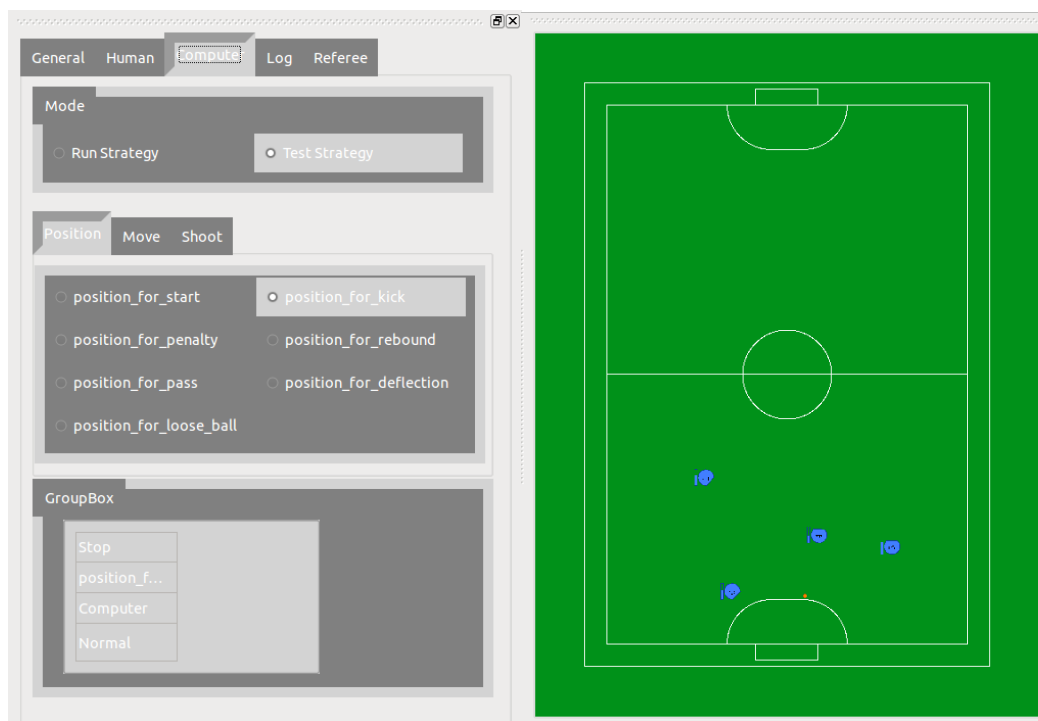 General Human Computer Log Referee
Mode
Run Strategy Test Strategy
Position Move Shoot
position_for_start position_for_kick
position_for_penalty position_for_rebound
position_for_pass position_for_deflection
position_for_loose_ball
GroupBox
Stop
position_f...
Computer
Normal